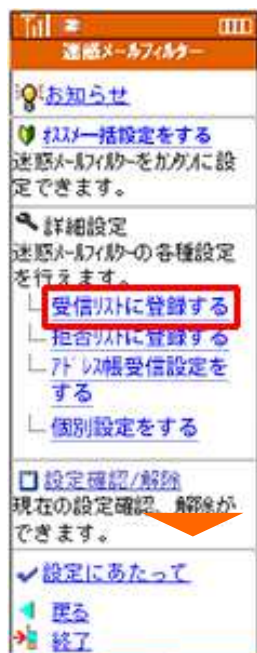 迷惑メールフィルター
お知らせ
オススメ一括設定をする
迷惑メールフィルターをカンタンに設
定できます。
詳細設定
迷惑メールフィルターの各種設定
を行えます。
受信リストに登録する
拒否リストに登録する
アドレス帳受信設定を
する
個別設定をする
設定確認/解除
現在の設定確認、解除が
できます。
設定にあたって
戻る
終了